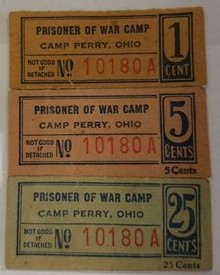 PRISONER OF WAR CAMP
CAMP PERRY, OHIO
NOT GOOD IF DETACHED
No 10180A
1 CENT
PRISONER OF WAR CAMP
CAMP PERRY, OHIO
NOT GOOD IF DETACHED
No 10180A
5 CENTS
5 Cents
PRISONER OF WAR CAMP
CAMP PERRY, OHIO
NOT GOOD IF DETACHED
No 10180A
25 CENTS
25 Cents